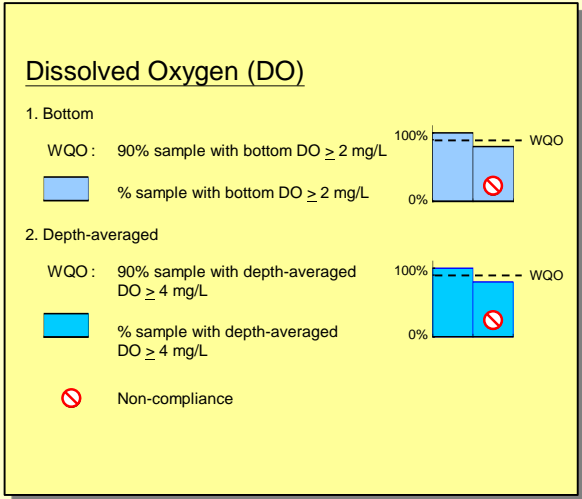 Dissolved Oxygen (DO)
1. Bottom
WQO : 90% sample with bottom DO ≥ 2 mg/L
% sample with bottom DO ≥ 2 mg/L
100%
WQO
0%
2. Depth-averaged
WQO : 90% sample with depth-averaged
DO ≥ 4 mg/L
% sample with depth-averaged
DO ≥ 4 mg/L
100%
WQO
0%
Non-compliance